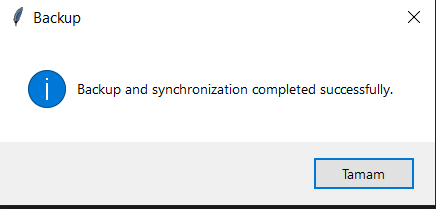 Backup
Backup and synchronization completed successfully.
Tamam